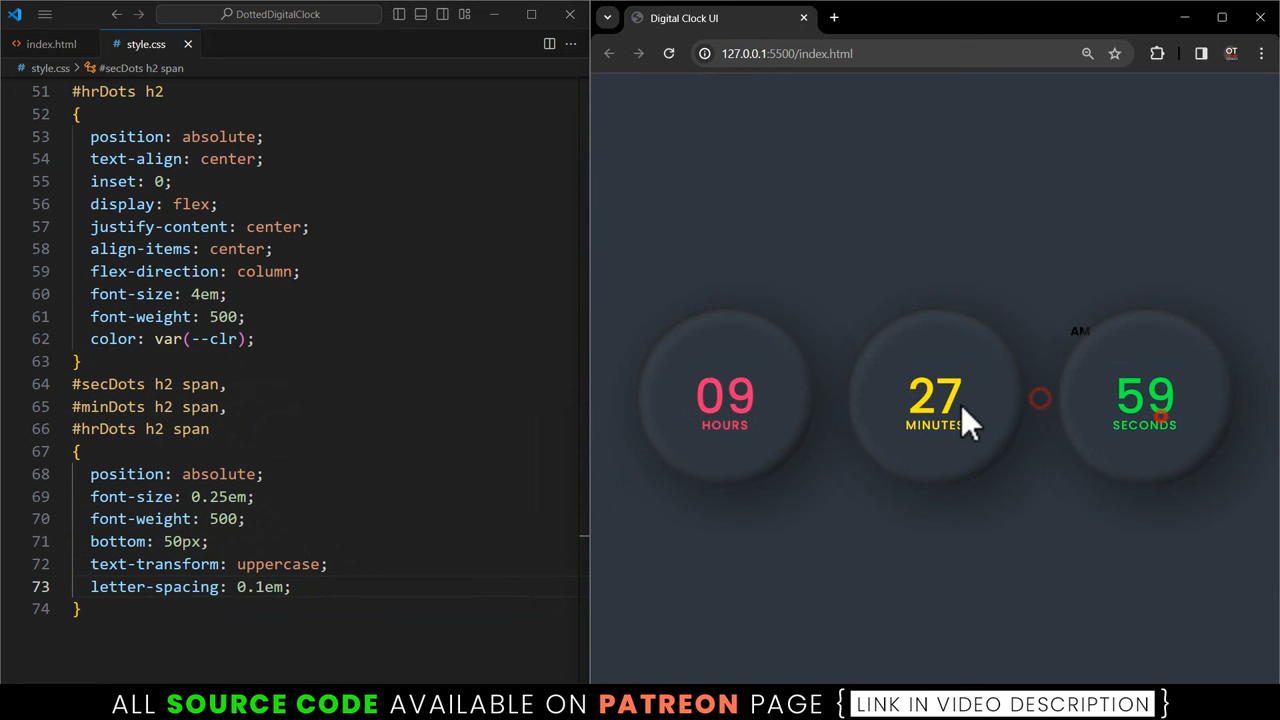 DottedDigitalClock
index.html
style.css
style.css
#secDots h2 span
51 #hrDots h2
52 {
53 position: absolute;
54 text-align: center;
55 inset: 0;
56 display: flex;
57 justify-content: center;
58 align-items: center;
59 flex-direction: column;
60 font-size: 4em;
61 font-weight: 500;
62 color: var(--clr);
63 }
64 #secDots h2 span,
65 #minDots h2 span,
66 #hrDots h2 span
67 {
68 position: absolute;
69 font-size: 0.25em;
70 font-weight: 500;
71 bottom: 50px;
72 text-transform: uppercase;
73 letter-spacing: 0.1em;
74 }
Digital Clock UI
127.0.0.1:5500/index.html
OT
AM
09
HOURS
27
MINUTES
59
SECONDS
ALL SOURCE CODE AVAILABLE ON PATREON PAGE { LINK IN VIDEO DESCRIPTION }